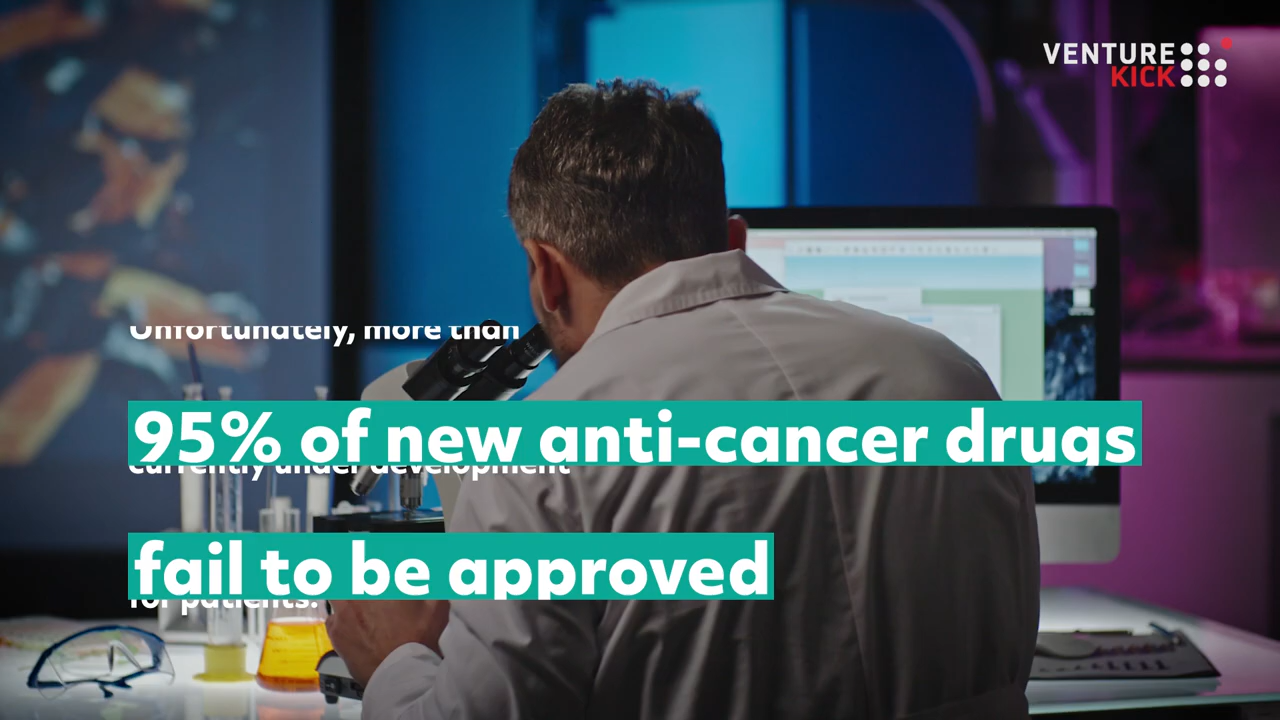 VENTURE
KICK
Unfortunately, more than
95% of new anti-cancer drugs
currently under development
fail to be approved
for patients.